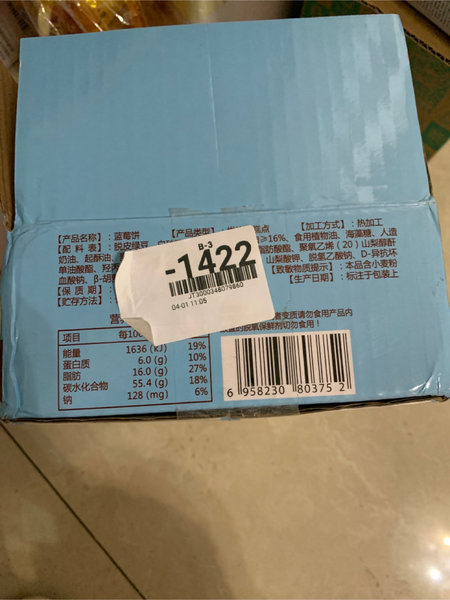 【产品名称】：蓝莓饼 【产品类型】： 【加工方式】：热加工
【配料表】：脱皮绿豆、 ≥16%、食用植物油、海藻糖、人造
奶油、起酥油、 脂肪酸酯、聚氧乙烯（20）山梨醇酐
单油酸酯、 山梨酸钾、脱氢乙酸钠、D-异抗坏
血酸钠、β-胡 【致敏物质提示】：本品含小麦粉
【保质期】： 【生产日期】：标注于包装上
【贮存方法】：
B-3
-1422
JT3000348079860
04-01 11:05
者变质请勿食用产品内
脱氧保鲜剂切勿食用！
营
项目 每100
能量 1636 (kJ) 19%
蛋白质 6.0 (g) 10%
脂肪 16.0 (g) 27%
碳水化合物 55.4 (g) 18%
钠 128 (mg) 6%
6 958230 803752